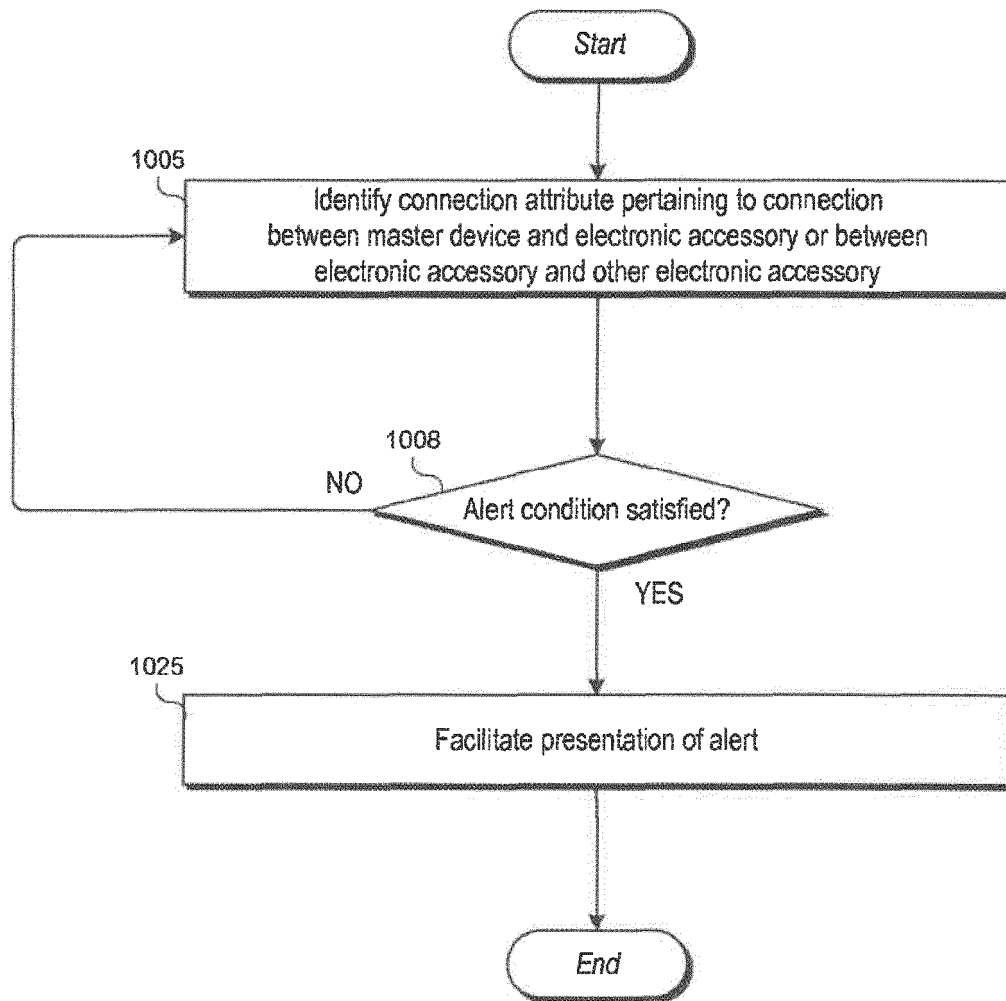 Start
1005
Identify connection attribute pertaining to connection
between master device and electronic accessory or between
electronic accessory and other electronic accessory
1008
NO
Alert condition satisfied?
YES
1025
Facilitate presentation of alert
End